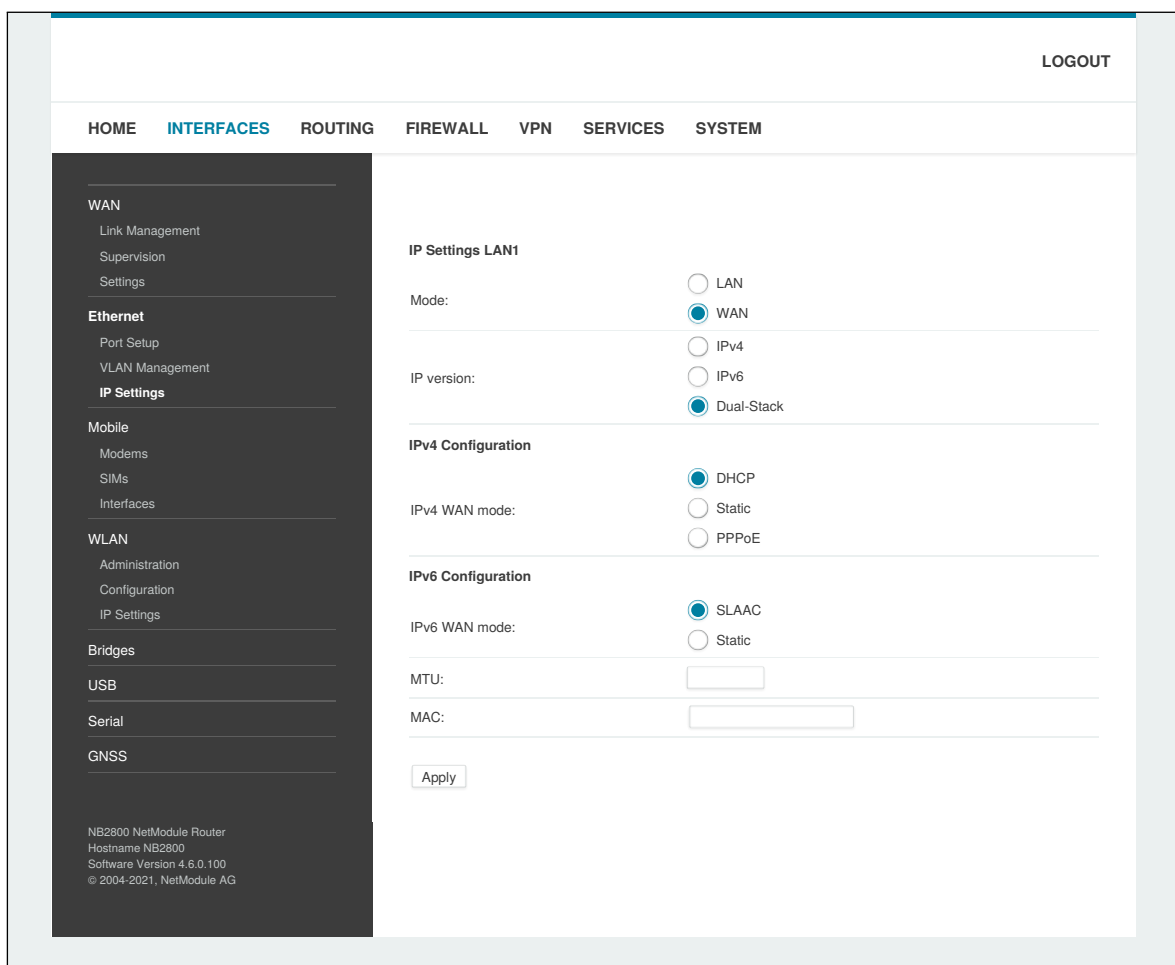 LOGOUT
HOME INTERFACES ROUTING FIREWALL VPN SERVICES SYSTEM
WAN
Link Management
Supervision
Settings
Ethernet
Port Setup
VLAN Management
IP Settings
Mobile
Modems
SIMs
Interfaces
WLAN
Administration
Configuration
IP Settings
Bridges
USB
Serial
GNSS
NB2800 NetModule Router
Hostname NB2800
Software Version 4.6.0.100
© 2004-2021, NetModule AG
IP Settings LAN1
Mode:
LAN
WAN
IP version:
IPv4
IPv6
Dual-Stack
IPv4 Configuration
IPv4 WAN mode:
DHCP
Static
PPPoE
IPv6 Configuration
IPv6 WAN mode:
SLAAC
Static
MTU:
MAC:
Apply